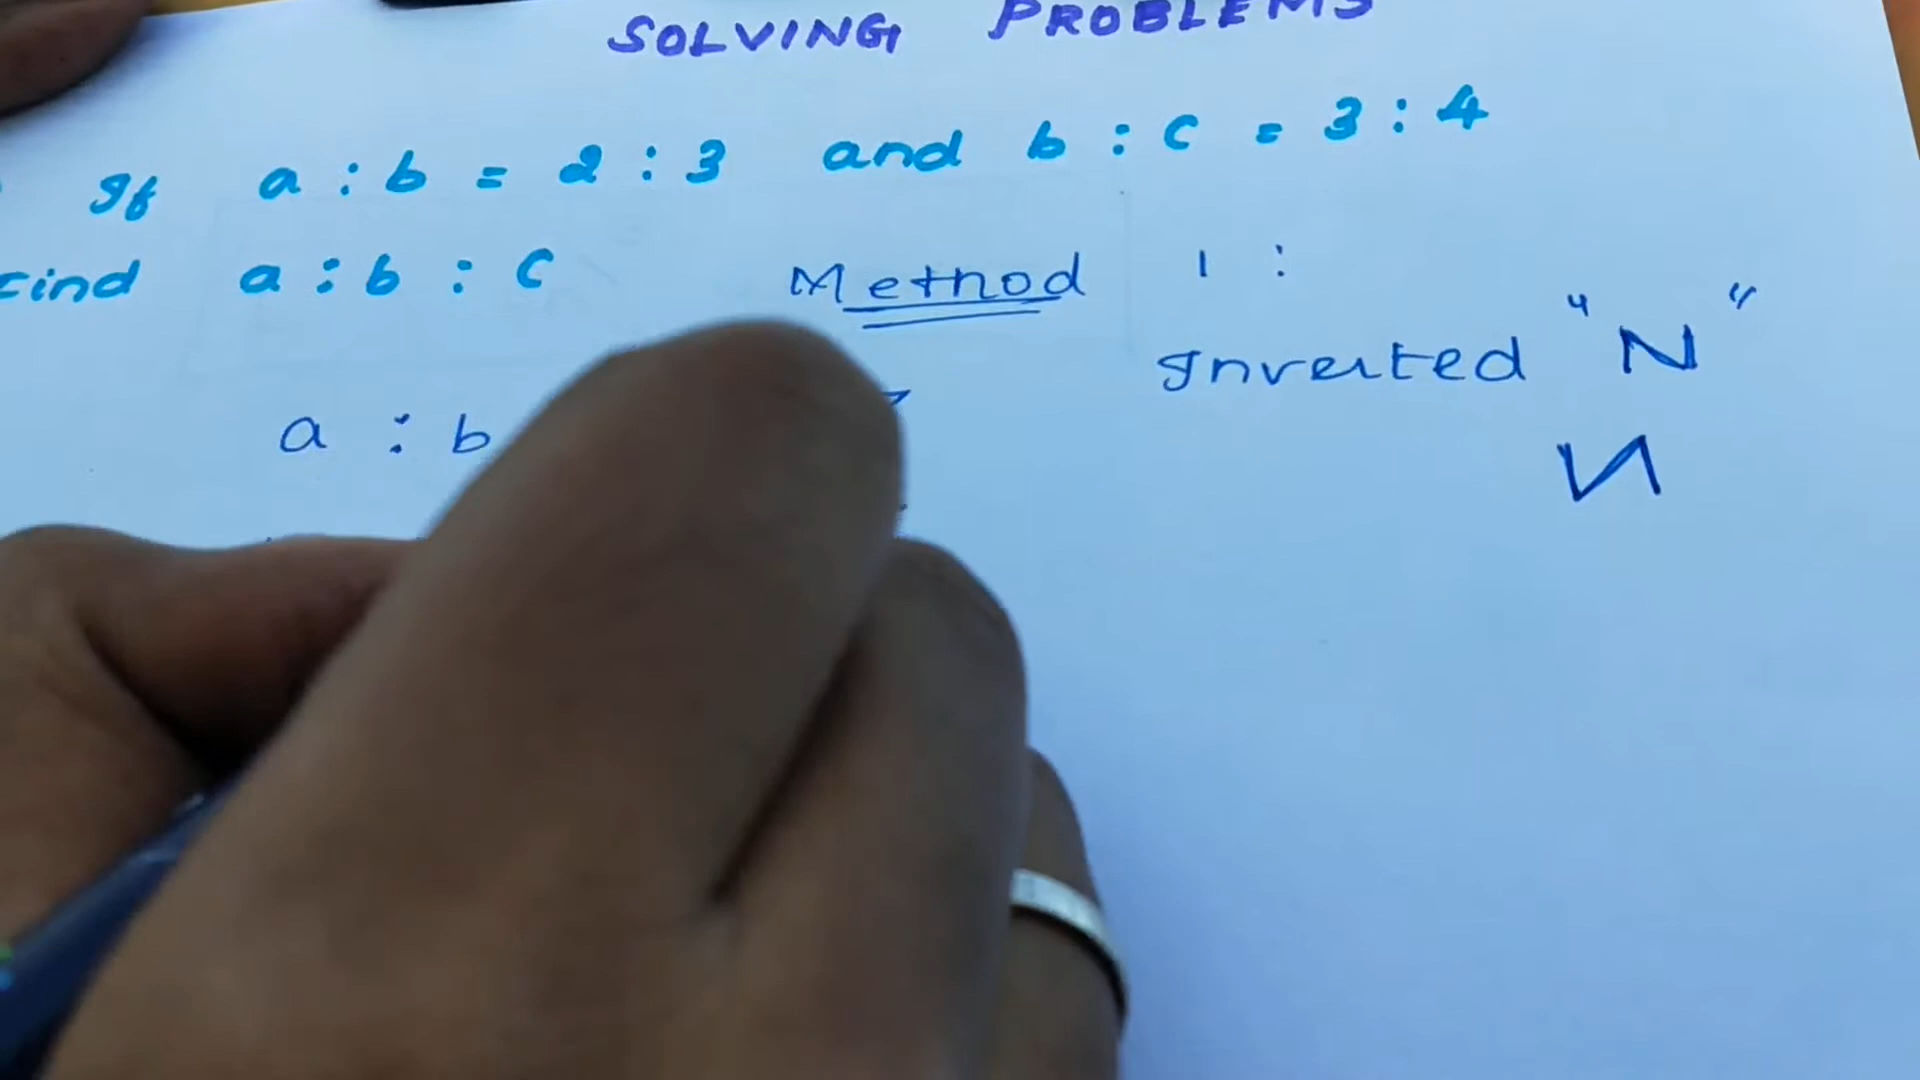 SOLVING PROBLEMS
If a : b = 2 : 3 and b : c = 3 : 4
Find a : b : c
Method 1 :
Inverted "N"
a : b